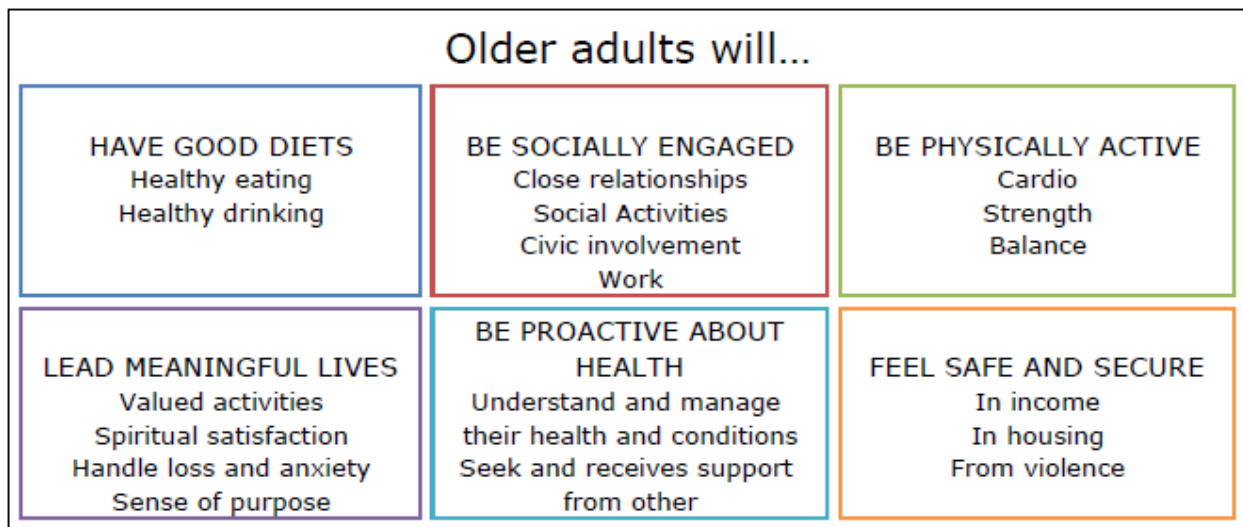 Older adults will...
HAVE GOOD DIETS
Healthy eating
Healthy drinking
BE SOCIALLY ENGAGED
Close relationships
Social Activities
Civic involvement
Work
BE PHYSICALLY ACTIVE
Cardio
Strength
Balance
LEAD MEANINGFUL LIVES
Valued activities
Spiritual satisfaction
Handle loss and anxiety
Sense of purpose
BE PROACTIVE ABOUT
HEALTH
Understand and manage
their health and conditions
Seek and receives support
from other
FEEL SAFE AND SECURE
In income
In housing
From violence